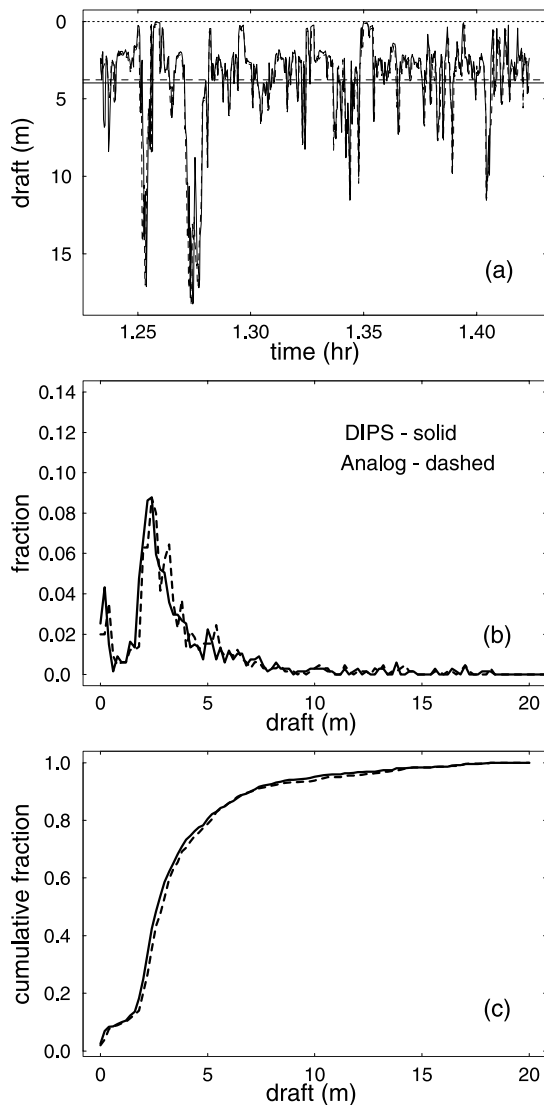 0
5
10
15
draft (m)
(a)
1.25 1.30 1.35 1.40
time (hr)
0.14
0.12
0.10
0.08
0.06
0.04
0.02
0.0
fraction
DIPS - solid
Analog - dashed
(b)
0 5 10 15 20
draft (m)
1.0
0.8
0.6
0.4
0.2
0.0
cumulative fraction
(c)
0 5 10 15 20
draft (m)